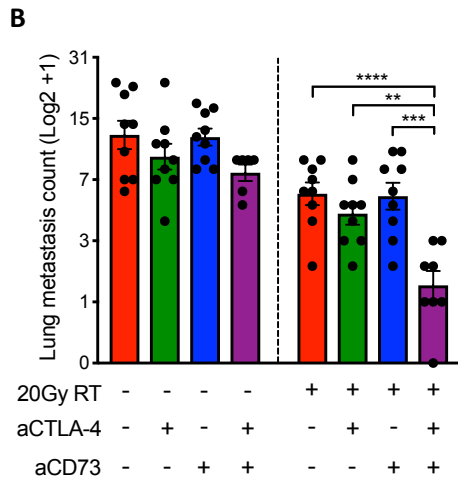 B
Lung metastasis count (Log2 +1)
31
15
7
3
1
0
****
**
***
20Gy RT - - - - + + + +
aCTLA-4 - + - + - + - +
aCD73 - - + + - - + +